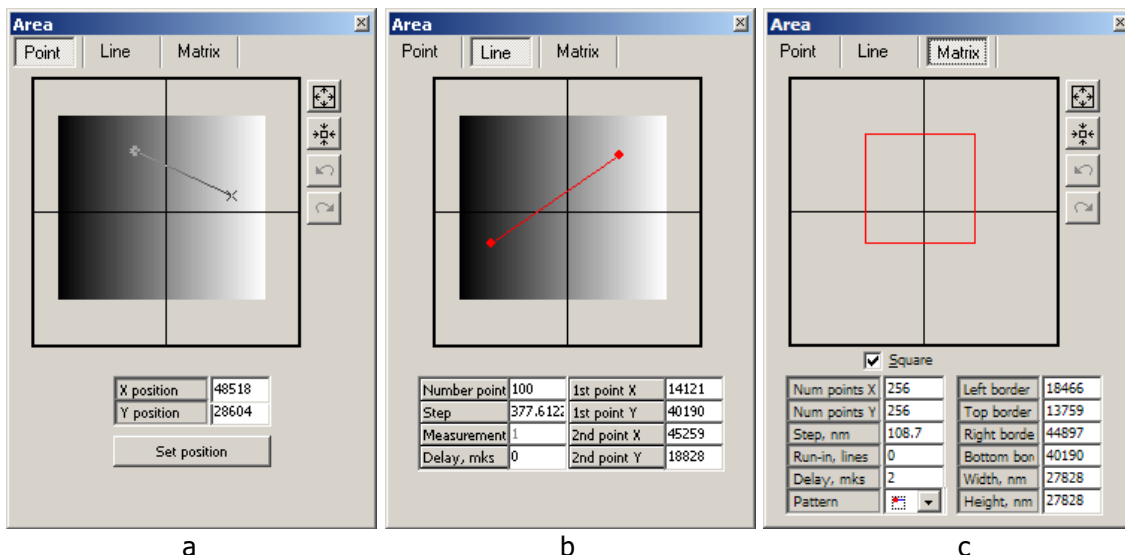 Area
Point Line Matrix
X position 48518
Y position 28604
Set position
a
Area
Point Line Matrix
Number point 100 1st point X 14121
Step 377.6122 1st point Y 40190
Measurement 1 2nd point X 45259
Delay, mks 0 2nd point Y 18828
b
Area
Point Line Matrix
Square
Num points X 256 Left border 18466
Num points Y 256 Top border 13759
Step, nm 108.7 Right borde 44897
Run-in, lines 0 Bottom bor 40190
Delay, mks 2 Width, nm 27828
Pattern Height, nm 27828
c